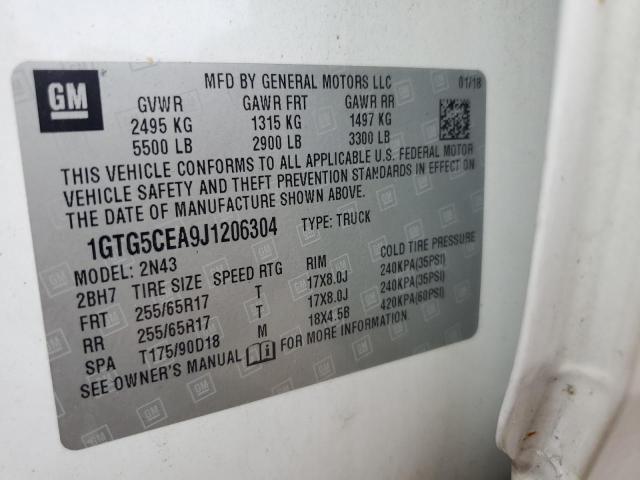 GM
MFD BY GENERAL MOTORS LLC 01/18
GVWR GAWR FRT GAWR RR
2495 KG 1315 KG 1497 KG
5500 LB 2900 LB 3300 LB
THIS VEHICLE CONFORMS TO ALL APPLICABLE U.S. FEDERAL MOTOR
VEHICLE SAFETY AND THEFT PREVENTION STANDARDS IN EFFECT ON
THE DATE OF MANUFACTURE SHOWN ABOVE.
1GTG5CEA9J1206304 TYPE: TRUCK
MODEL: 2N43
2BH7 TIRE SIZE SPEED RTG RIM COLD TIRE PRESSURE
FRT 255/65R17 T 17X8.0J 240KPA(35PSI)
RR 255/65R17 T 17X8.0J 240KPA(35PSI)
SPA T175/90D18 M 18X4.5B 420KPA(60PSI)
SEE OWNER'S MANUAL FOR MORE INFORMATION